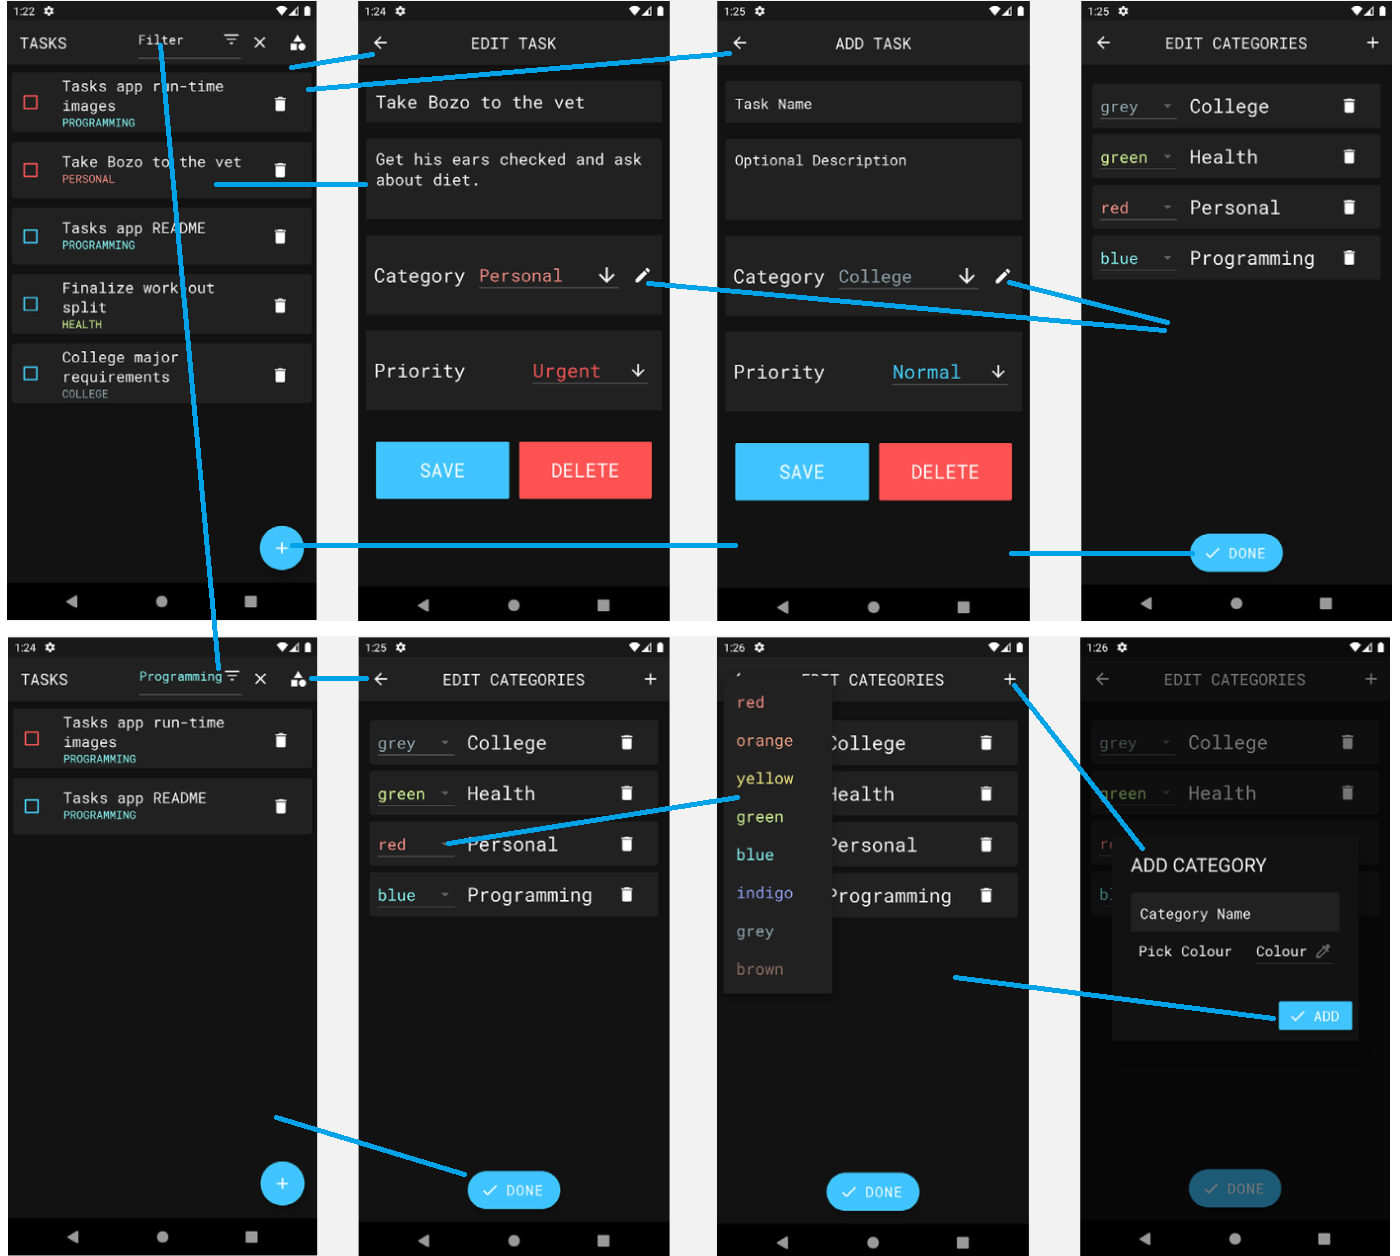 1:22
TASKS
Filter
Tasks app run-time
images
PROGRAMMING
Take Bozo to the vet
PERSONAL
Tasks app README
PROGRAMMING
Finalize workout
split
HEALTH
College major
requirements
COLLEGE
1:24
EDIT TASK
Take Bozo to the vet
Get his ears checked and ask
about diet.
Category Personal
Priority Urgent
SAVE DELETE
1:25
ADD TASK
Task Name
Optional Description
Category College
Priority Normal
SAVE DELETE
1:25
EDIT CATEGORIES
grey College
green Health
red Personal
blue Programming
DONE
1:24
TASKS
Programming
Tasks app run-time
images
PROGRAMMING
Tasks app README
PROGRAMMING
1:25
EDIT CATEGORIES
grey College
green Health
red Personal
blue Programming
DONE
1:26
EDIT CATEGORIES
red
orange
yellow
green
blue
indigo
grey
brown
College
Health
Personal
Programming
DONE
1:26
EDIT CATEGORIES
grey College
green Health
ADD CATEGORY
Category Name
Pick Colour Colour
ADD
DONE